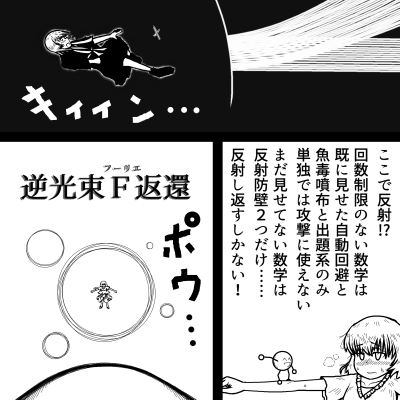 キィィン…
ここで反射!?
回数制限のない数学は
既に見せた自動回避と
魚毒噴布と出題系のみ
単独では攻撃に使えない
まだ見せてない数学は
反射防壁２つだけ……
反射し返すしかない！
フーリエ
逆光束Ｆ返還
ポウ…